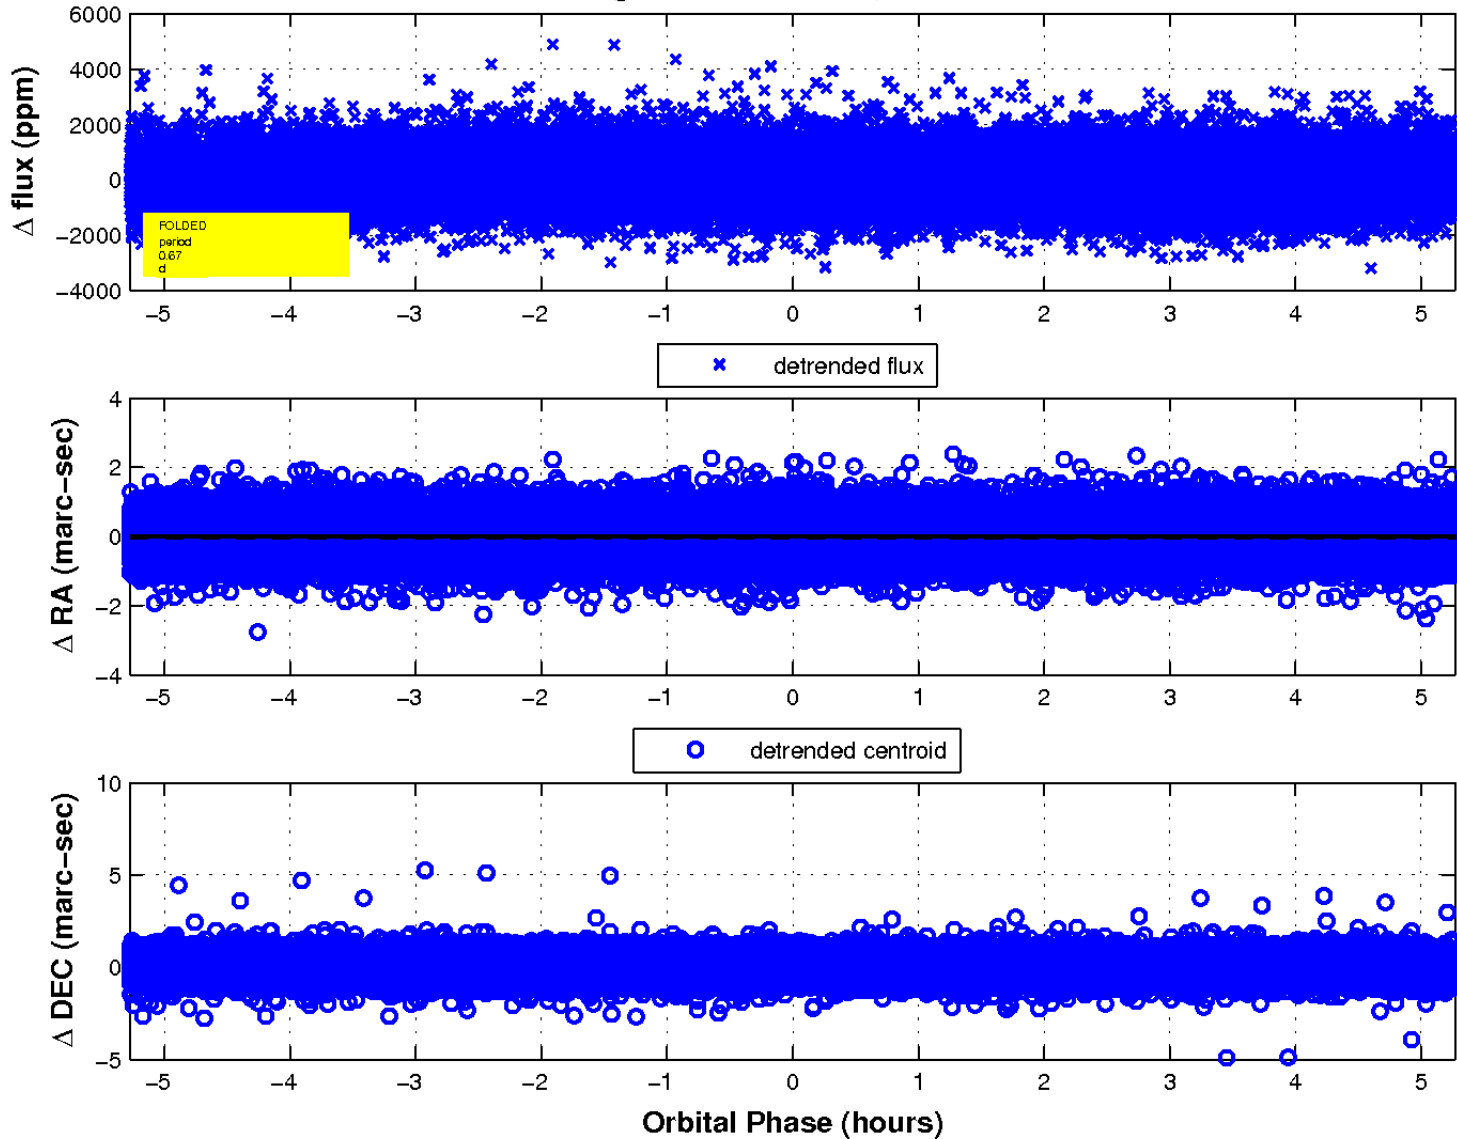 6000
4000
2000
0
−2000
−4000
Δ flux (ppm)
FOLDED
period
0.67
d
−5 −4 −3 −2 −1 0 1 2 3 4 5
detrended flux
4
2
0
−2
−4
Δ RA (marc−sec)
−5 −4 −3 −2 −1 0 1 2 3 4 5
detrended centroid
10
5
0
−5
Δ DEC (marc−sec)
−5 −4 −3 −2 −1 0 1 2 3 4 5
Orbital Phase (hours)